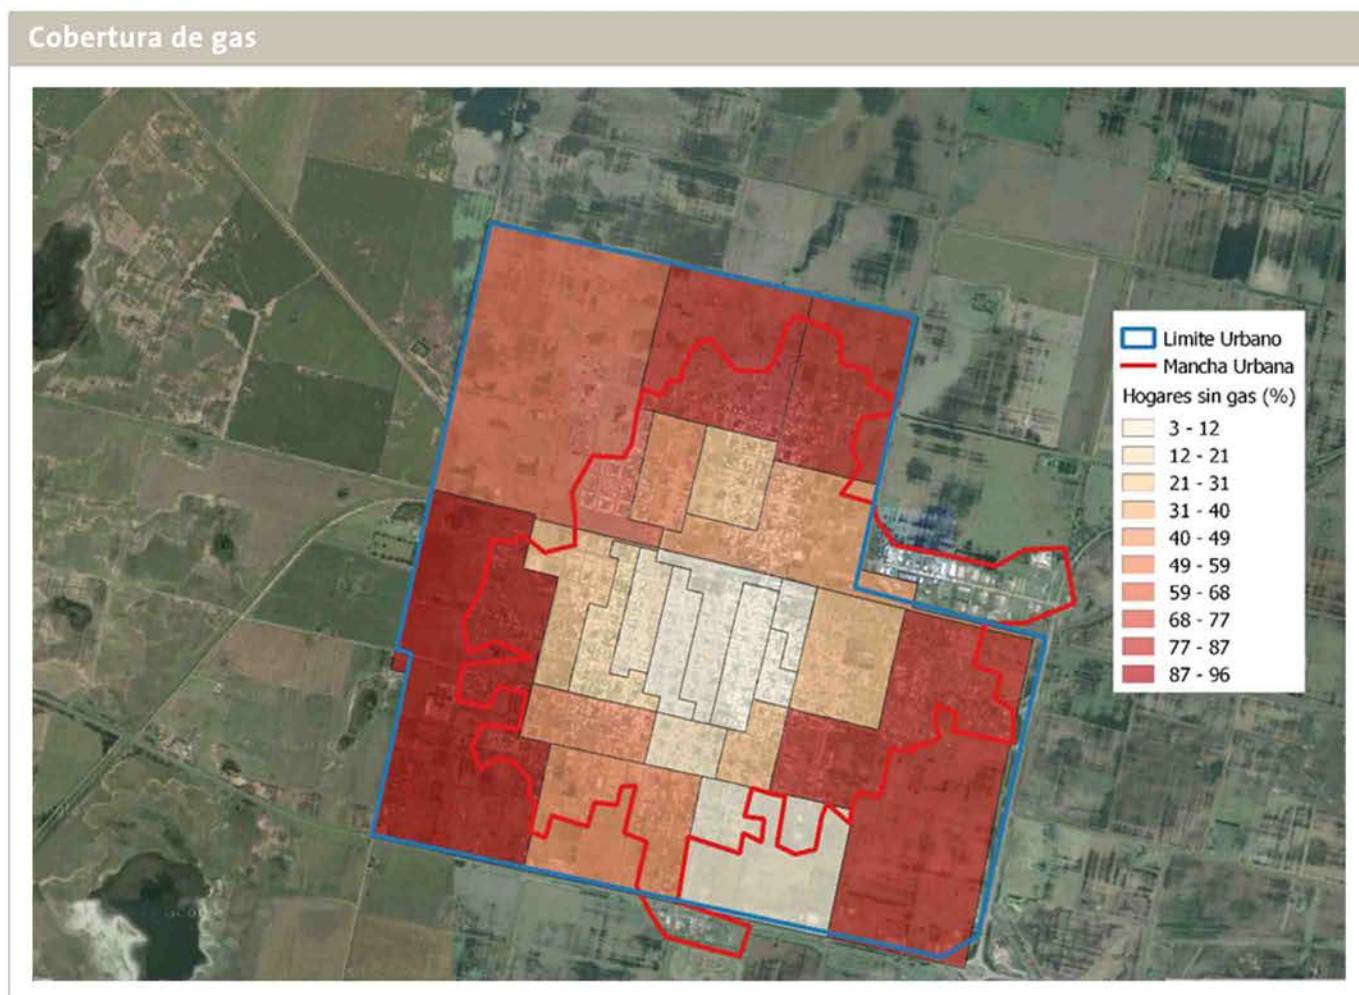 Cobertura de gas
Limite Urbano
Mancha Urbana
Hogares sin gas (%)
3 - 12
12 - 21
21 - 31
31 - 40
40 - 49
49 - 59
59 - 68
68 - 77
77 - 87
87 - 96